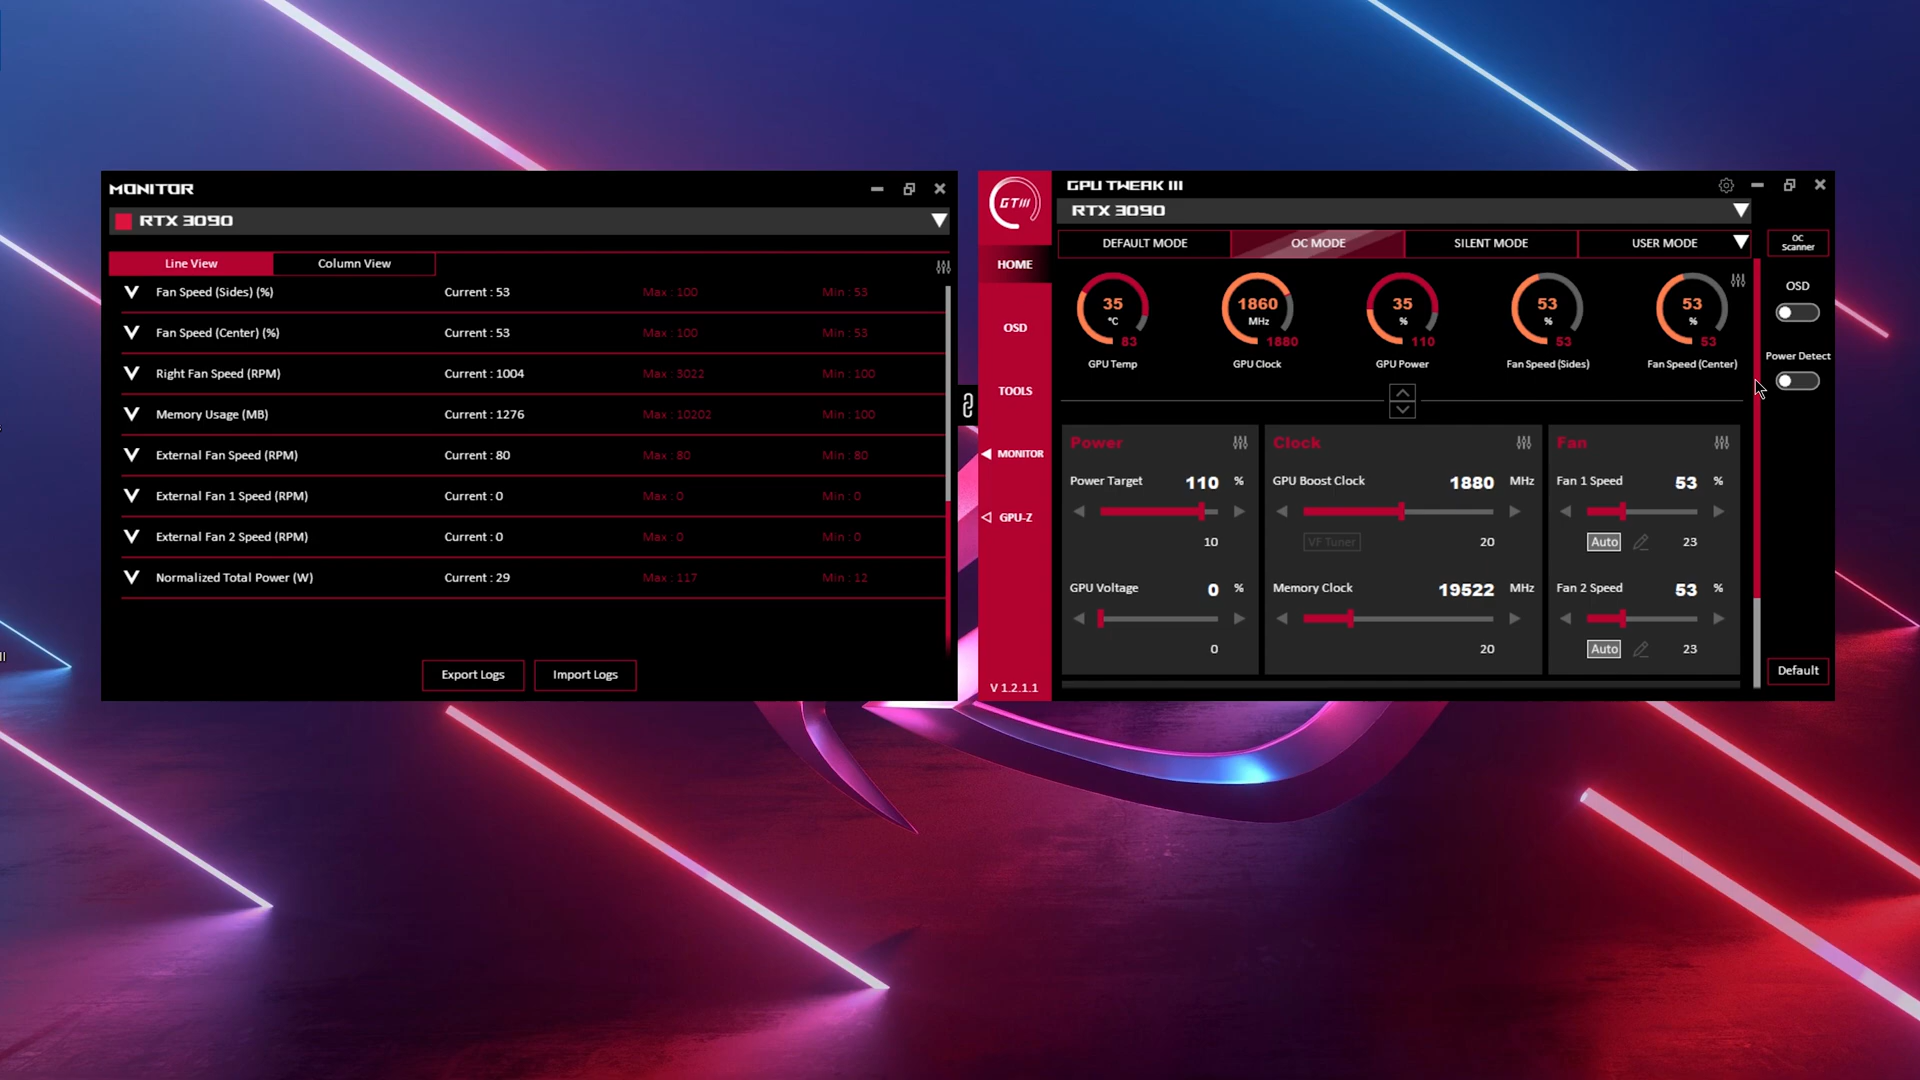 MONITOR
RTX 3090
Line View
Column View
Fan Speed (Sides) (%) Current : 53 Max : 100 Min : 53
Fan Speed (Center) (%) Current : 53 Max : 100 Min : 53
Right Fan Speed (RPM) Current : 1004 Max : 3022 Min : 100
Memory Usage (MB) Current : 1276 Max : 10202 Min : 100
External Fan Speed (RPM) Current : 80 Max : 80 Min : 80
External Fan 1 Speed (RPM) Current : 0 Max : 0 Min : 0
External Fan 2 Speed (RPM) Current : 0 Max : 0 Min : 0
Normalized Total Power (W) Current : 29 Max : 117 Min : 12
Export Logs
Import Logs
GTIII
HOME
OSD
TOOLS
MONITOR
GPU-Z
V 1.2.1.1
GPU TWEAK III
RTX 3090
DEFAULT MODE
OC MODE
SILENT MODE
USER MODE
OC
Scanner
OSD
Power Detect
Default
35
°C
83
GPU Temp
1860
MHz
1880
GPU Clock
35
%
110
GPU Power
53
%
53
Fan Speed (Sides)
53
%
53
Fan Speed (Center)
Power
Power Target 110 %
10
GPU Voltage 0 %
0
Clock
GPU Boost Clock 1880 MHz
VF Tuner 20
Memory Clock 19522 MHz
20
Fan
Fan 1 Speed 53 %
Auto 23
Fan 2 Speed 53 %
Auto 23